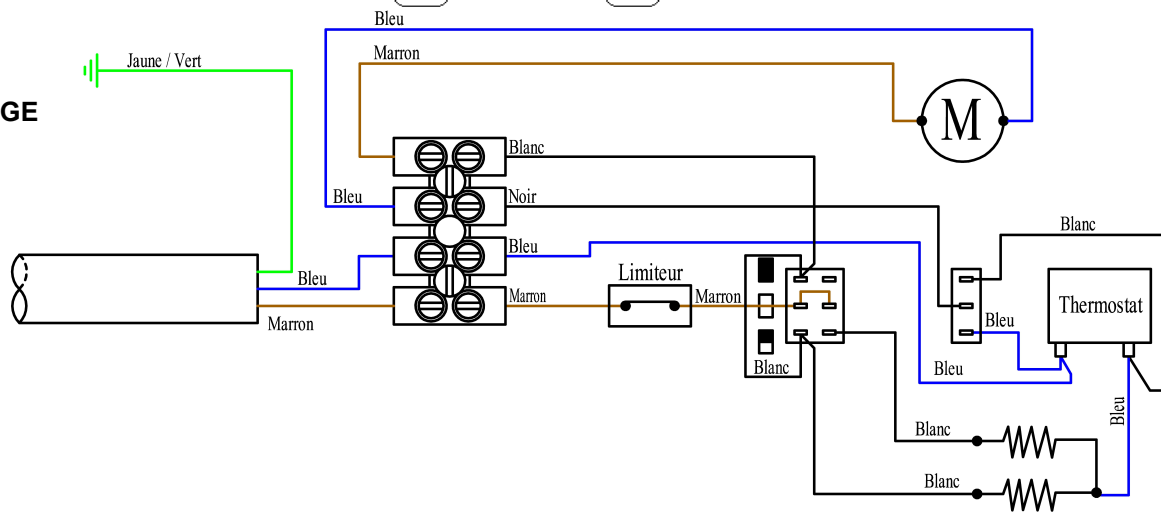 Bleu
Marron
Jaune / Vert
GE
M
Blanc
Bleu
Noir
Blanc
Bleu
Bleu
Limiteur
Marron
Marron
Marron
Thermostat
Bleu
Blanc
Bleu
Bleu
Blanc
Blanc